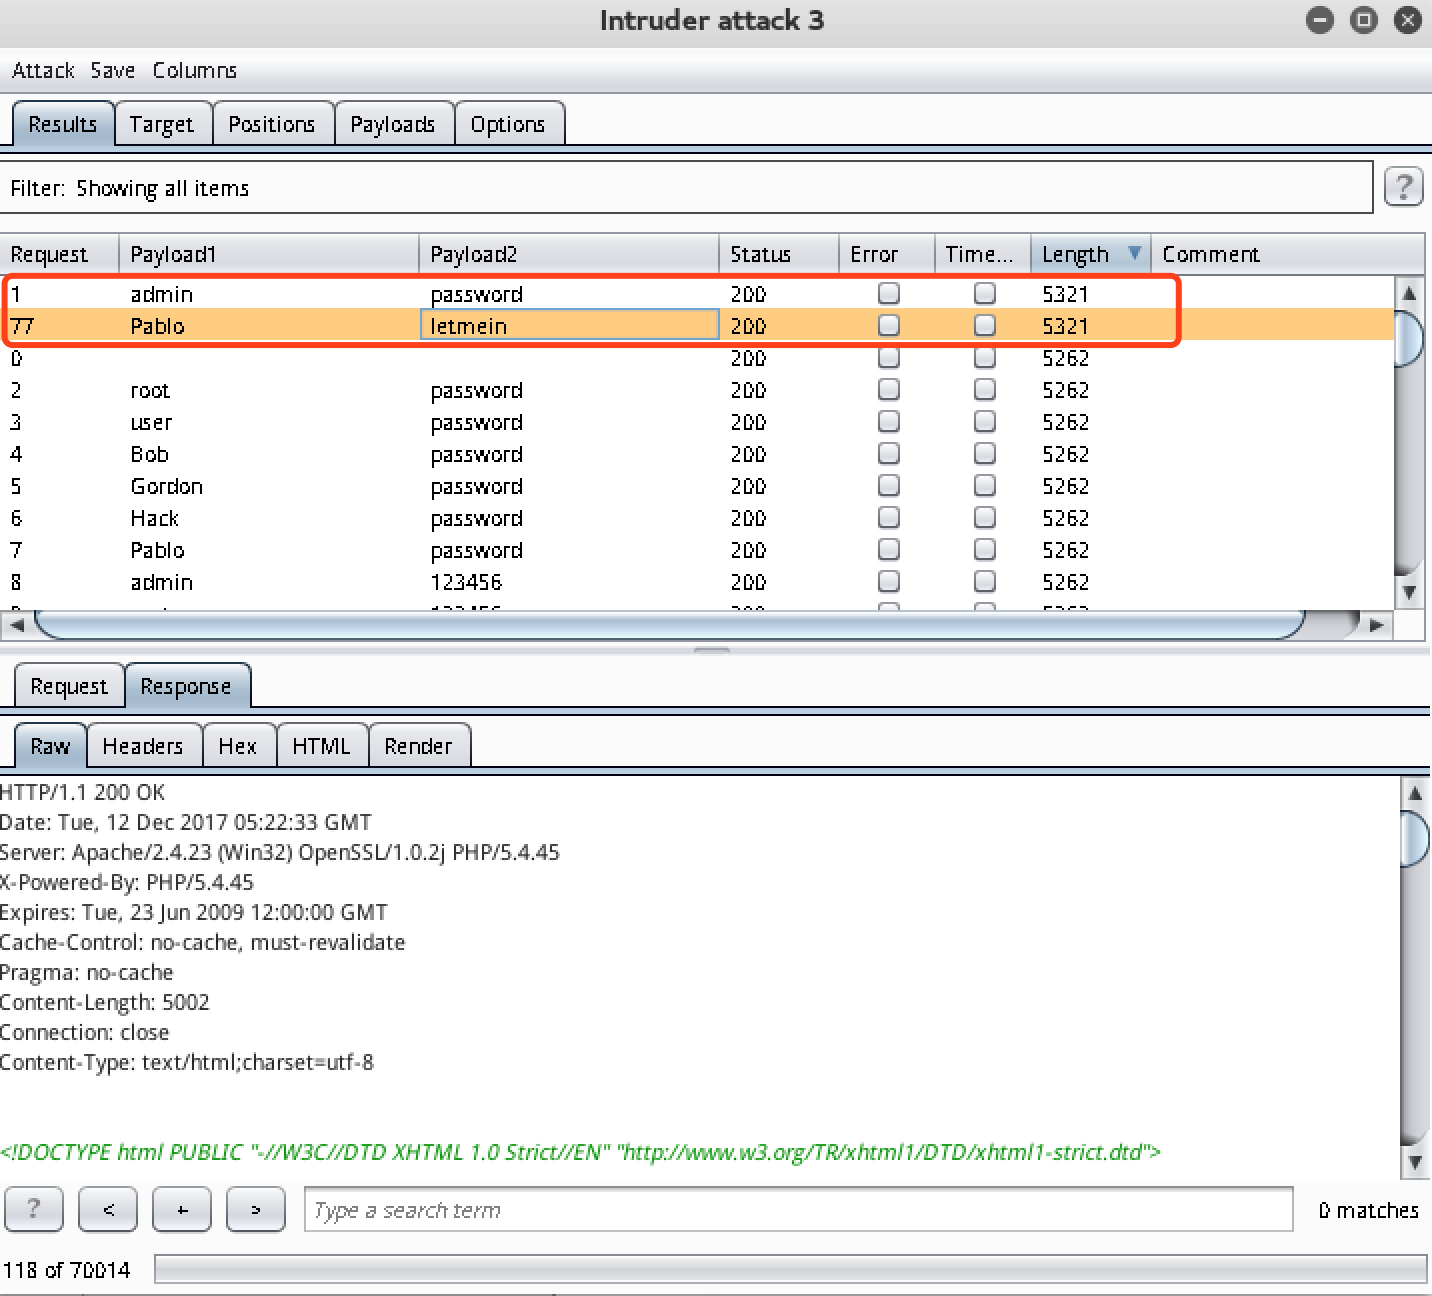 Intruder attack 3
Attack Save Columns
Results Target Positions Payloads Options
Filter: Showing all items ?
Request Payload1 Payload2 Status Error Time... Length Comment
1 admin password 200 5321
77 Pablo letmein 200 5321
0 200 5262
2 root password 200 5262
3 user password 200 5262
4 Bob password 200 5262
5 Gordon password 200 5262
6 Hack password 200 5262
7 Pablo password 200 5262
8 admin 123456 200 5262
Request Response
Raw Headers Hex HTML Render
HTTP/1.1 200 OK
Date: Tue, 12 Dec 2017 05:22:33 GMT
Server: Apache/2.4.23 (Win32) OpenSSL/1.0.2j PHP/5.4.45
X-Powered-By: PHP/5.4.45
Expires: Tue, 23 Jun 2009 12:00:00 GMT
Cache-Control: no-cache, must-revalidate
Pragma: no-cache
Content-Length: 5002
Connection: close
Content-Type: text/html;charset=utf-8
<!DOCTYPE html PUBLIC "-//W3C//DTD XHTML 1.0 Strict//EN" "http://www.w3.org/TR/xhtml1/DTD/xhtml1-strict.dtd">
? < + > Type a search term 0 matches
118 of 70014